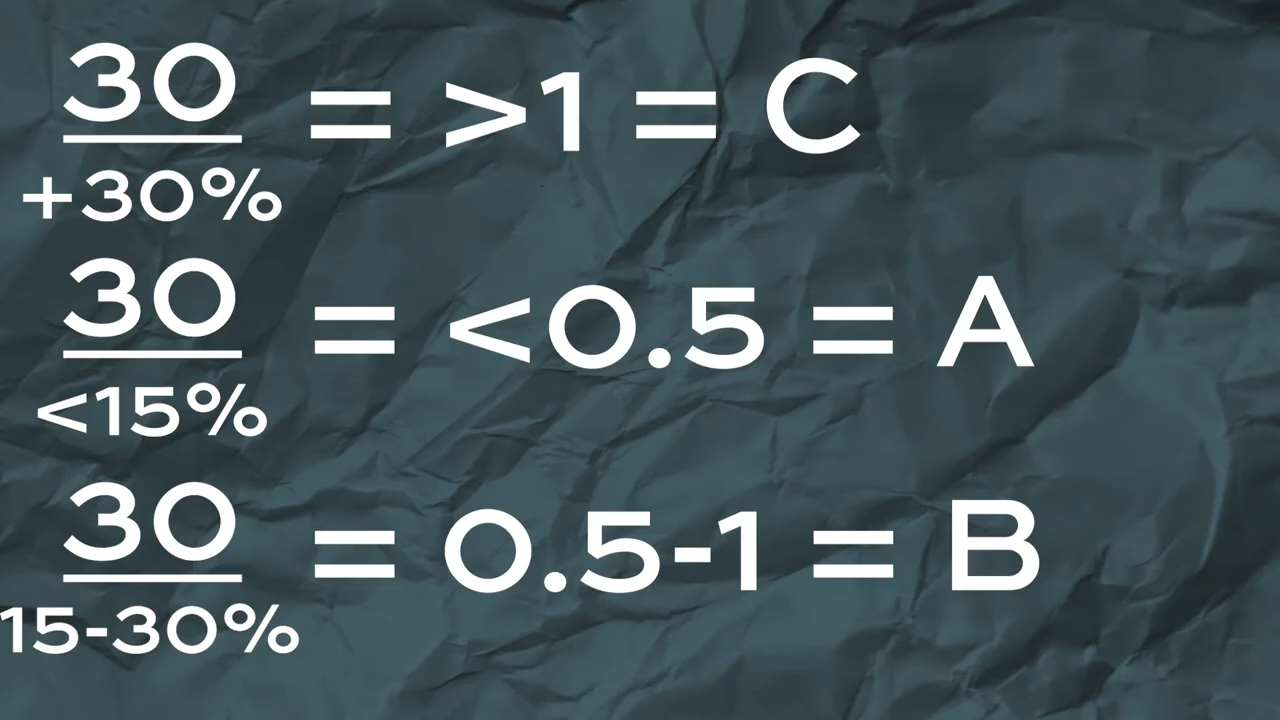 30
= >1 = C
+30%
30
= <0.5 = A
<15%
30
= 0.5-1 = B
15-30%